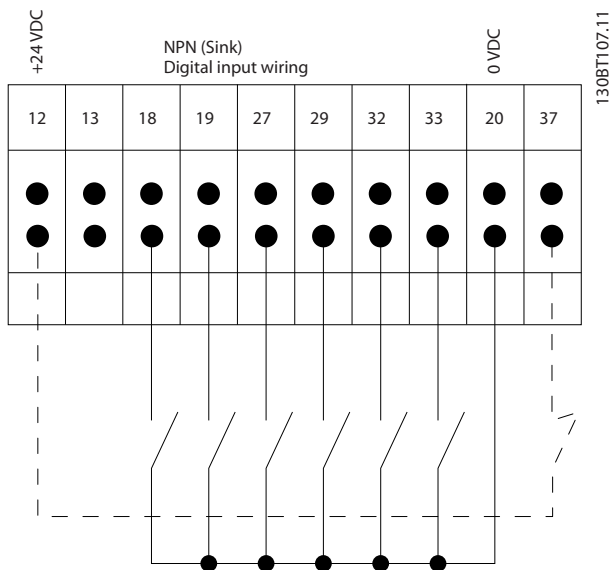 +24 VDC
NPN (Sink)
Digital input wiring
0 VDC
130BT107.11
12 13 18 19 27 29 32 33 20 37